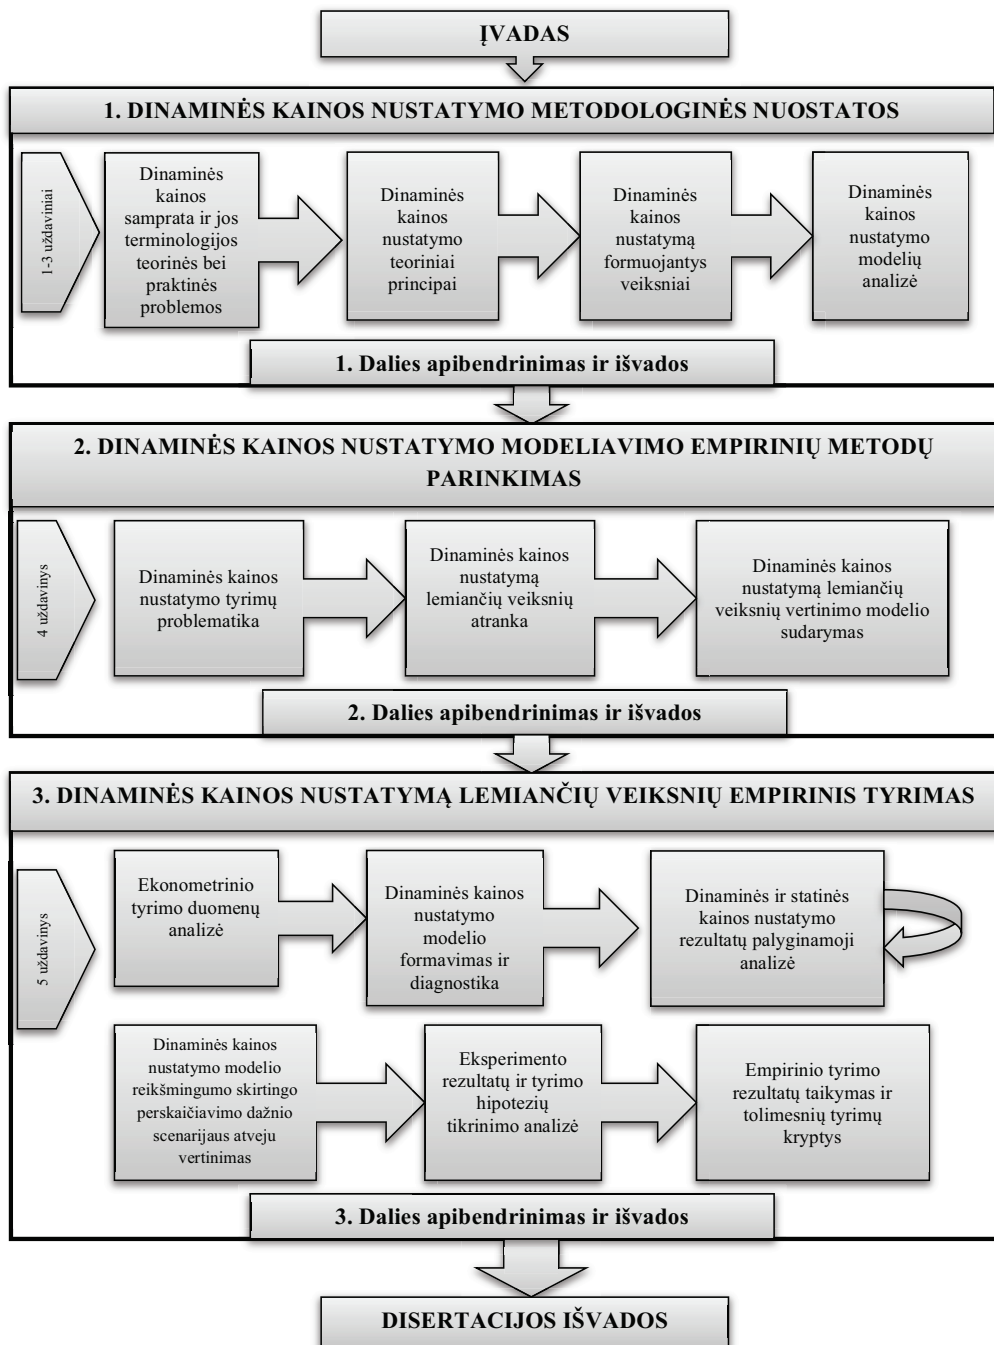 ĮVADAS
1. DINAMINĖS KAINOS NUSTATYMO METODOLOGINĖS NUOSTATOS
1-3 uždaviniai
Dinaminės
kainos
samprata ir jos
terminologijos
teorinės bei
praktinės
problemos
Dinaminės
kainos
nustatymo
teoriniai
principai
Dinaminės
kainos
nustatymą
formuojantys
veiksniai
Dinaminės
kainos
nustatymo
modelių
analizė
1. Dalies apibendrinimas ir išvados
2. DINAMINĖS KAINOS NUSTATYMO MODELIAVIMO EMPIRINIŲ METODŲ
PARINKIMAS
4 uždavinys
Dinaminės kainos
nustatymo tyrimų
problematika
Dinaminės kainos
nustatymą
lemiančių veiksnių
atranka
Dinaminės kainos
nustatymą lemiančių
veiksnių vertinimo modelio
sudarymas
2. Dalies apibendrinimas ir išvados
3. DINAMINĖS KAINOS NUSTATYMĄ LEMIANČIŲ VEIKSNIŲ EMPIRINIS TYRIMAS
5 uždavinys
Ekonometrinio
tyrimo duomenų
analizė
Dinaminės kainos
nustatymo
modelio
formavimas ir
diagnostika
Dinaminės ir statinės
kainos nustatymo
rezultatų palyginamoji
analizė
Dinaminės kainos
nustatymo modelio
reikšmingumo skirtingo
perskaičiavimo dažnio
scenarijaus atveju
vertinimas
Eksperimento
rezultatų ir tyrimo
hipotezių
tikrinimo analizė
Empirinio tyrimo
rezultatų taikymas ir
tolimesnių tyrimų
kryptys
3. Dalies apibendrinimas ir išvados
DISERTACIJOS IŠVADOS